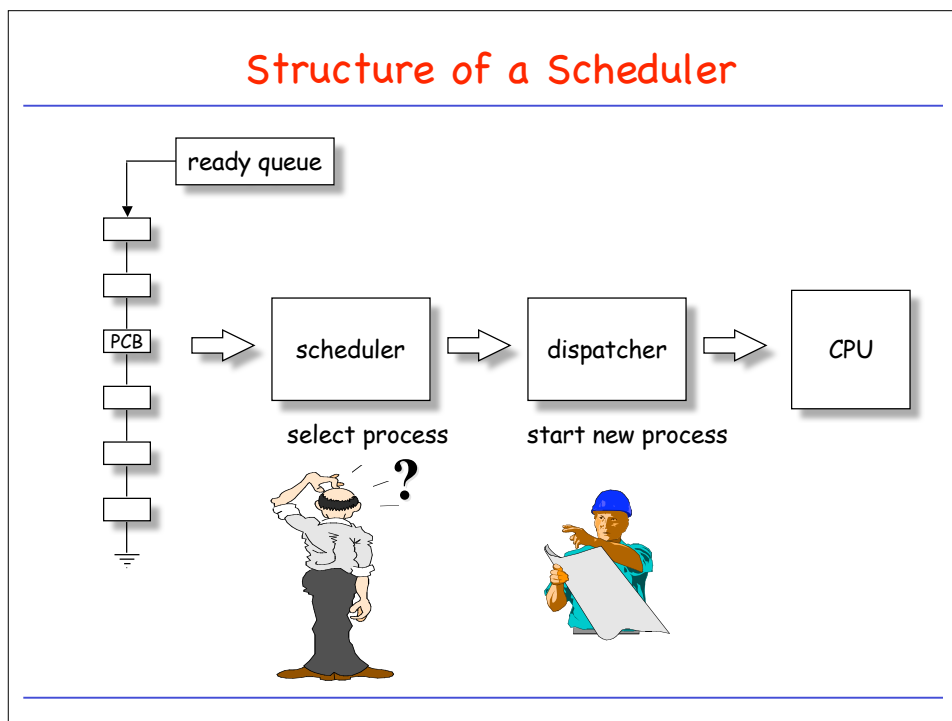 Structure of a Scheduler
ready queue
PCB
scheduler
dispatcher
CPU
select process
start new process
?